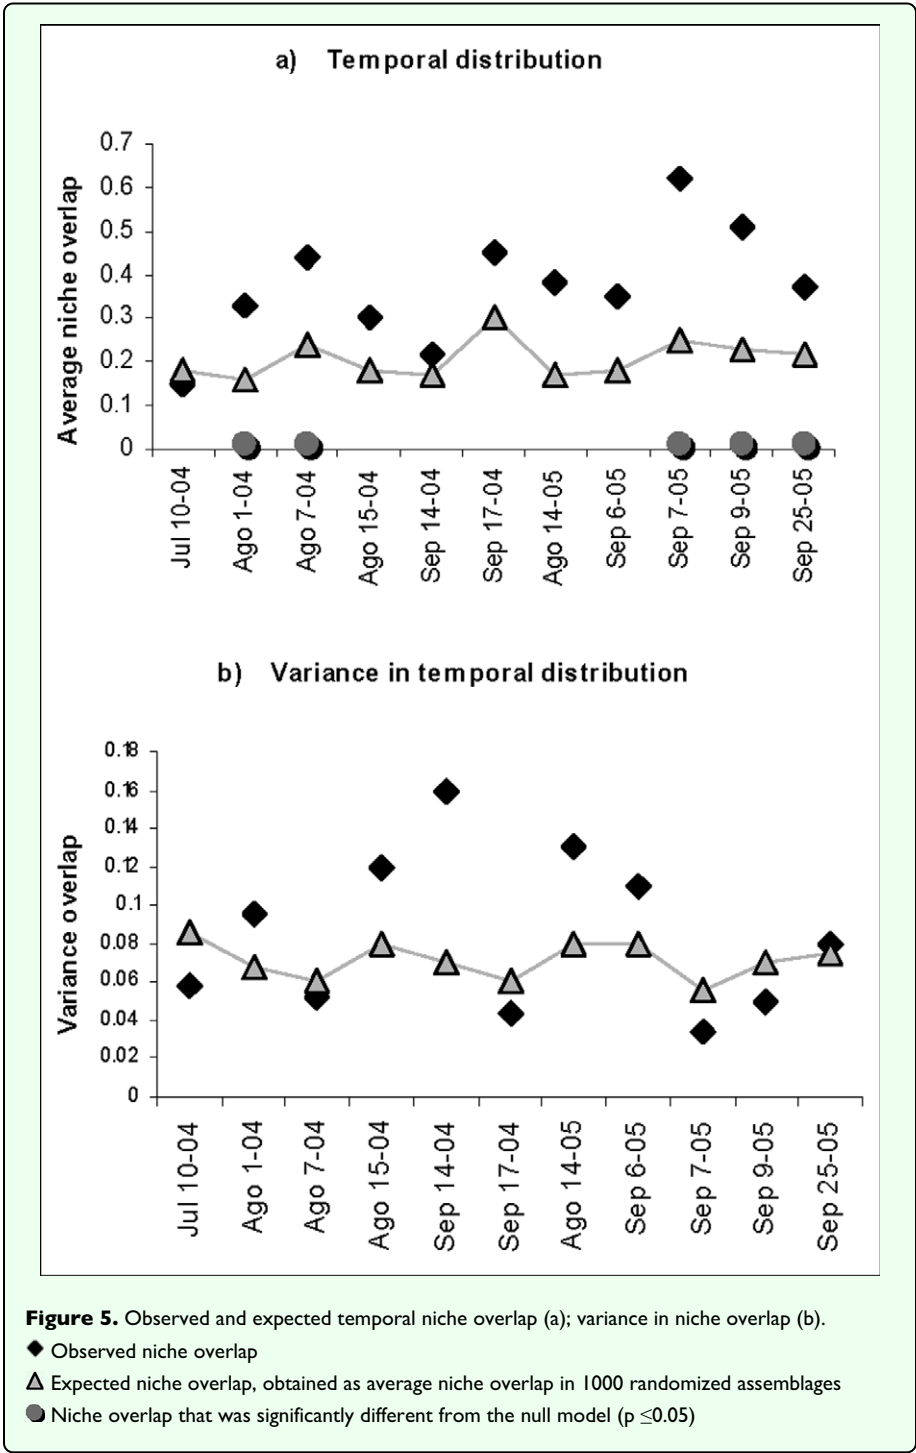 a) Temporal distribution
Average niche overlap
0.7
0.6
0.5
0.4
0.3
0.2
0.1
0
Jul 10-04
Ago 1-04
Ago 7-04
Ago 15-04
Sep 14-04
Sep 17-04
Ago 14-05
Sep 6-05
Sep 7-05
Sep 9-05
Sep 25-05
b) Variance in temporal distribution
Variance overlap
0.18
0.16
0.14
0.12
0.1
0.08
0.06
0.04
0.02
0
Jul 10-04
Ago 1-04
Ago 7-04
Ago 15-04
Sep 14-04
Sep 17-04
Ago 14-05
Sep 6-05
Sep 7-05
Sep 9-05
Sep 25-05
Figure 5. Observed and expected temporal niche overlap (a); variance in niche overlap (b).
Observed niche overlap
Expected niche overlap, obtained as average niche overlap in 1000 randomized assemblages
Niche overlap that was significantly different from the null model (p ≤0.05)